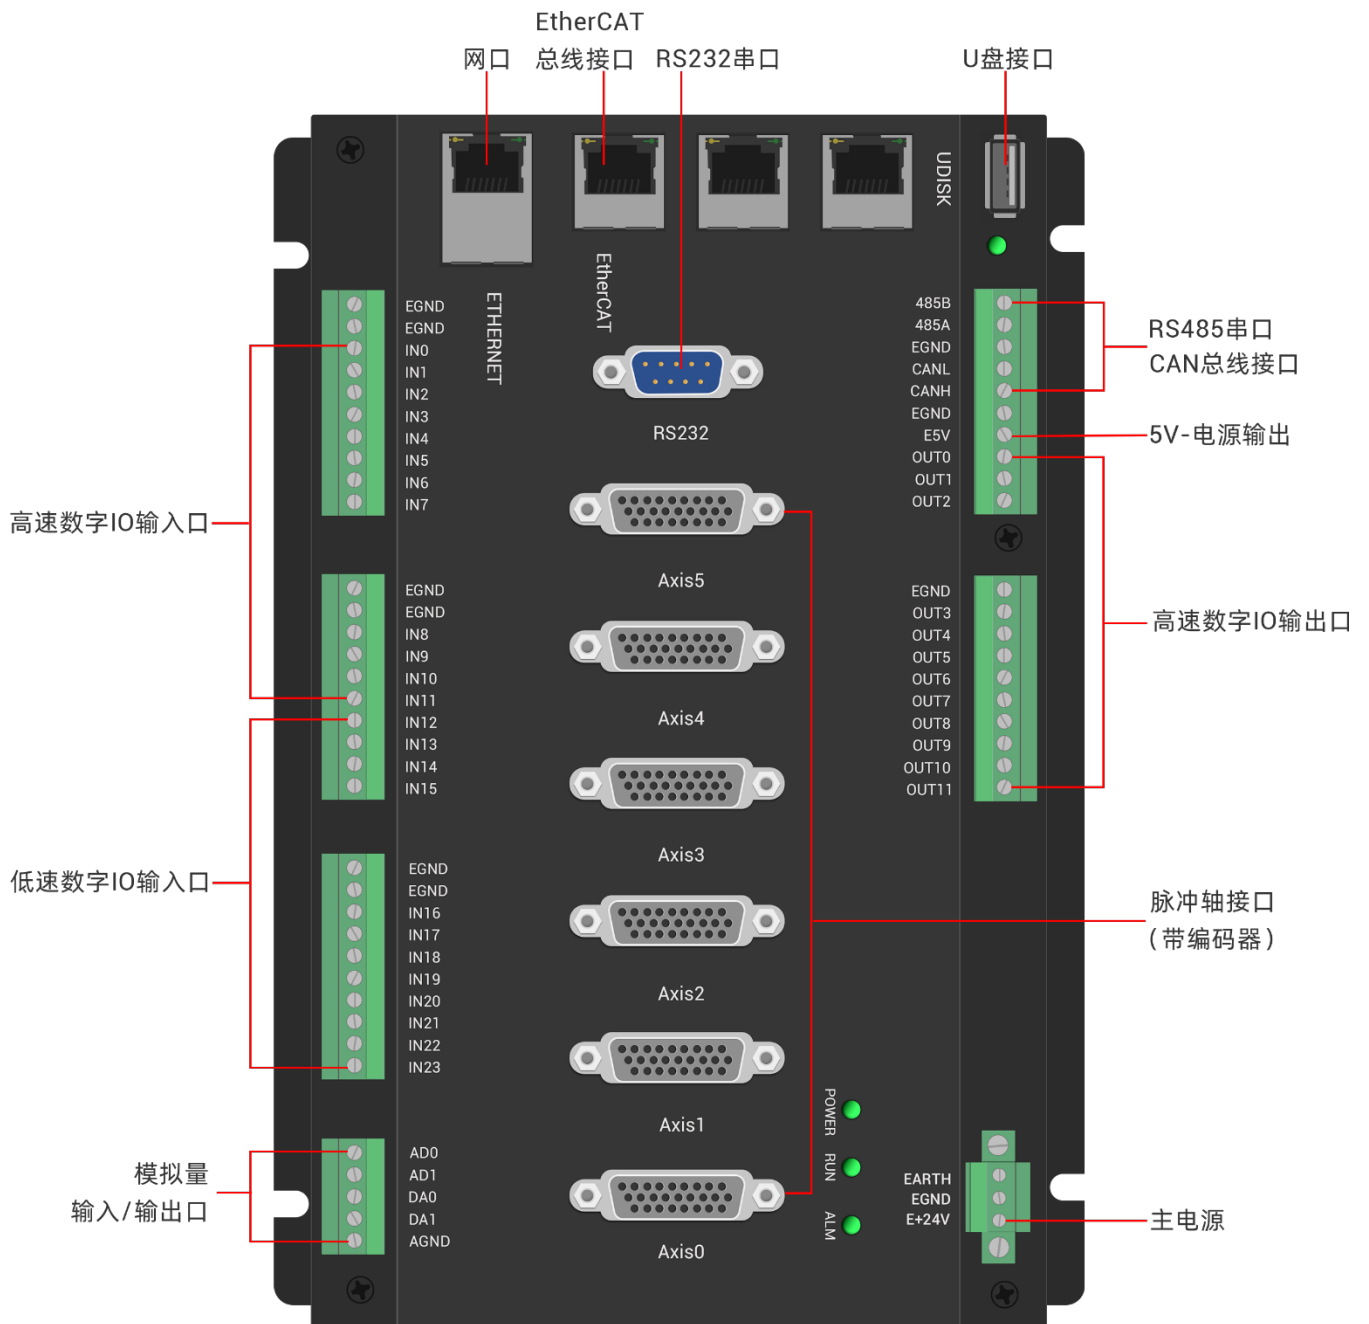 EtherCAT
网口
总线接口
RS232串口
U盘接口
UDISK
EtherCAT
ETHERNET
EGND
EGND
IN0
IN1
IN2
IN3
IN4
IN5
IN6
IN7
高速数字IO输入口
EGND
EGND
IN8
IN9
IN10
IN11
IN12
IN13
IN14
IN15
低速数字IO输入口
EGND
EGND
IN16
IN17
IN18
IN19
IN20
IN21
IN22
IN23
模拟量
输入/输出口
AD0
AD1
DA0
DA1
AGND
RS232
Axis5
Axis4
Axis3
Axis2
Axis1
Axis0
485B
485A
EGND
CANL
CANH
EGND
E5V
OUT0
OUT1
OUT2
RS485串口
CAN总线接口
5V-电源输出
EGND
OUT3
OUT4
OUT5
OUT6
OUT7
OUT8
OUT9
OUT10
OUT11
高速数字IO输出口
脉冲轴接口
(带编码器)
POWER
RUN
ALM
EARTH
EGND
E+24V
主电源